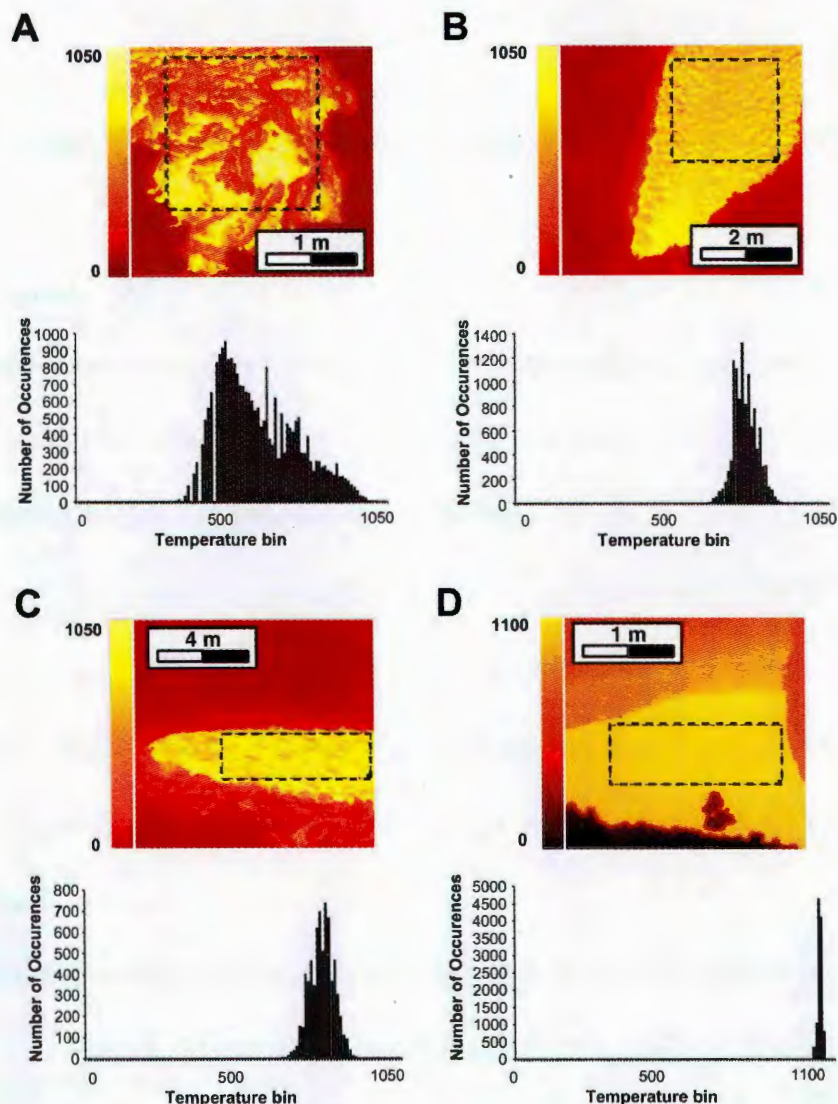 A
1050
0
1 m
Number of Occurences
1000
900
800
700
600
500
400
300
200
100
0
0 500 1050
Temperature bin
B
1050
0
2 m
Number of Occurences
1400
1200
1000
800
600
400
200
0
0 500 1050
Temperature bin
C
1050
0
4 m
Number of Occurences
800
700
600
500
400
300
200
100
0
0 500 1050
Temperature bin
D
1100
0
1 m
Number of Occurences
5000
4500
4000
3500
3000
2500
2000
1500
1000
500
0
0 500 1100
Temperature bin